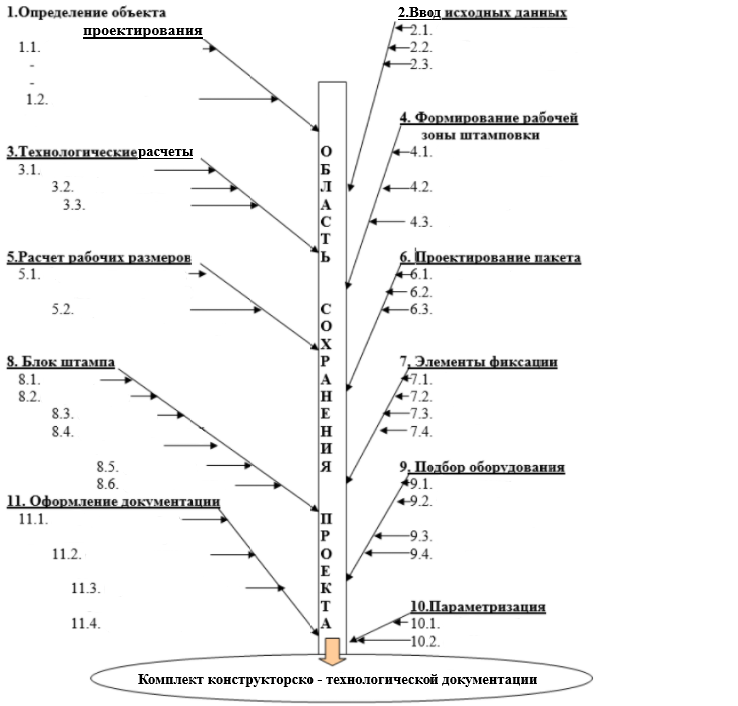 1.Определение объекта
проектирования
1.1.
-
-
1.2.
2.Ввод исходных данных
2.1.
2.2.
2.3.
3.Технологические расчеты
3.1.
3.2.
3.3.
4. Формирование рабочей
зоны штамповки
4.1.
4.2.
4.3.
5.Расчет рабочих размеров
5.1.
5.2.
6. Проектирование пакета
6.1.
6.2.
6.3.
8. Блок штампа
8.1.
8.2.
8.3.
8.4.
8.5.
8.6.
7, Элементы фиксации
7.1.
7.2.
7.3.
7.4.
9. Подбор оборудования
9.1.
9.2.
9.3.
9.4.
11. Оформление документации
11.1.
11.2.
11.3.
11.4.
10.Параметризация
10.1.
10.2.
ОБЛАСТЬ СОХРАНЕНИЯ ПРОЕКТА
Комплект конструкторско - технологической документации